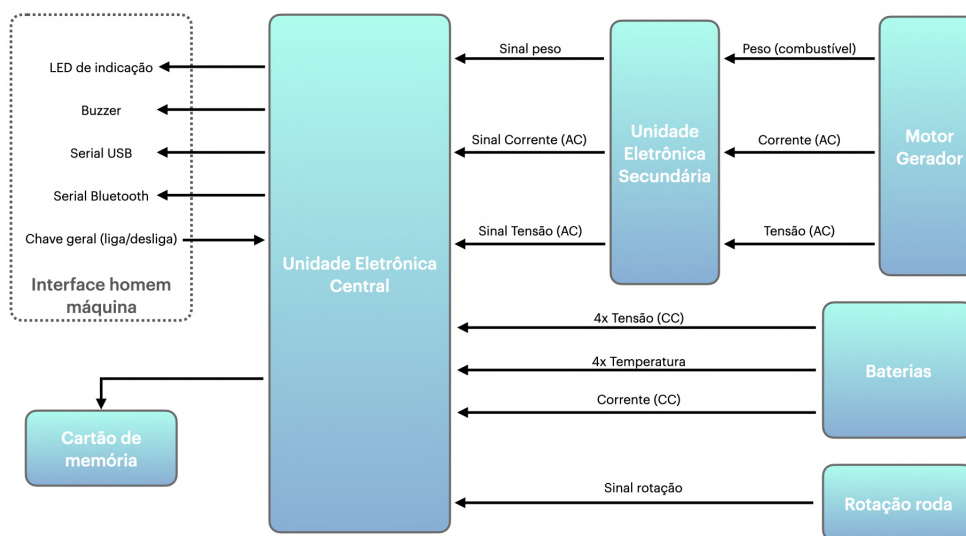 LED de indicação
Buzzer
Serial USB
Serial Bluetooth
Chave geral (liga/desliga)
Interface homem
máquina
Cartão de
memória
Unidade Eletrônica
Central
Sinal peso
Sinal Corrente (AC)
Sinal Tensão (AC)
Unidade
Eletrônica
Secundária
Peso (combustível)
Corrente (AC)
Tensão (AC)
Motor
Gerador
4x Tensão (CC)
4x Temperatura
Corrente (CC)
Baterias
Sinal rotação
Rotação roda